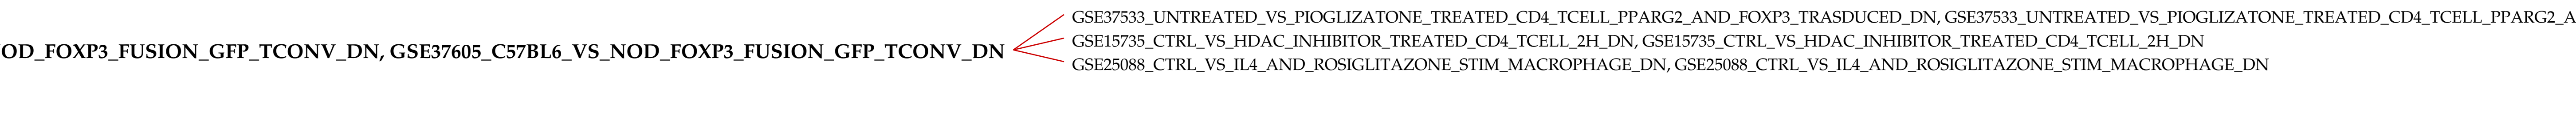 GSE37533_UNTREATED_VS_PIOGLIZATONE_TREATED_CD4_TCELL_PPARG2_AND_FOXP3_TRASDUCED_DN, GSE37533_UNTREATED_VS_PIOGLIZATONE_TREATED_CD4_TCELL_PPARG2_A
OD_FOXP3_FUSION_GFP_TCONV_DN, GSE37605_C57BL6_VS_NOD_FOXP3_FUSION_GFP_TCONV_DN
GSE15735_CTRL_VS_HDAC_INHIBITOR_TREATED_CD4_TCELL_2H_DN, GSE15735_CTRL_VS_HDAC_INHIBITOR_TREATED_CD4_TCELL_2H_DN
GSE25088_CTRL_VS_IL4_AND_ROSIGLITAZONE_STIM_MACROPHAGE_DN, GSE25088_CTRL_VS_IL4_AND_ROSIGLITAZONE_STIM_MACROPHAGE_DN